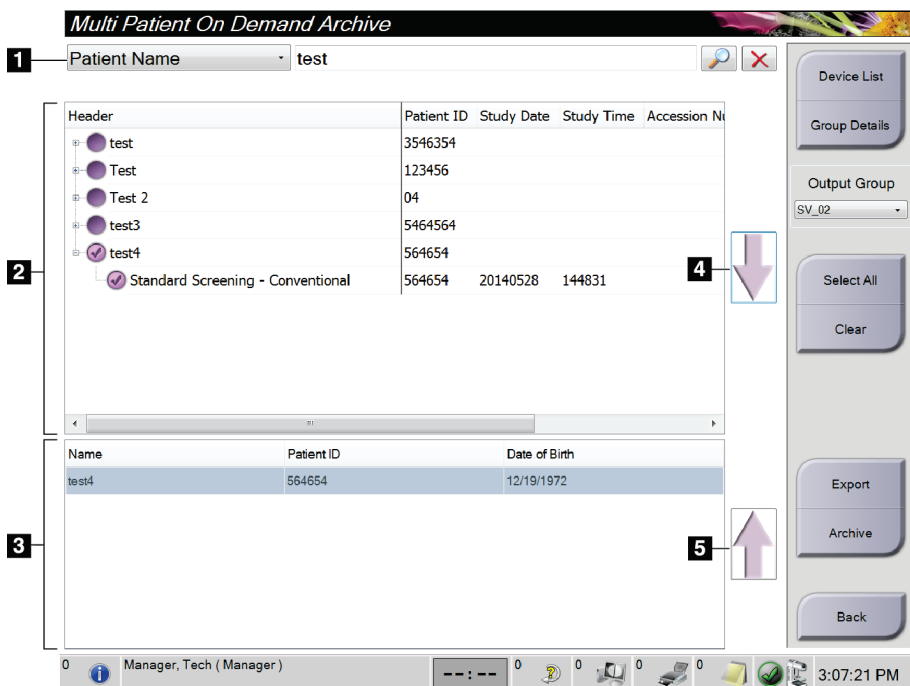 Multi Patient On Demand Archive
1
Patient Name test
Device List
Group Details
Output Group
SV_02
Select All
Clear
Export
Archive
Back
2
Header Patient ID Study Date Study Time Accession Nu
test 3546354
Test 123456
Test 2 04
test3 5464564
test4 564654
Standard Screening - Conventional 564654 20140528 144831
4
3
Name Patient ID Date of Birth
test4 564654 12/19/1972
5
0 Manager, Tech ( Manager ) --:-- 0 0 0 0 3:07:21 PM